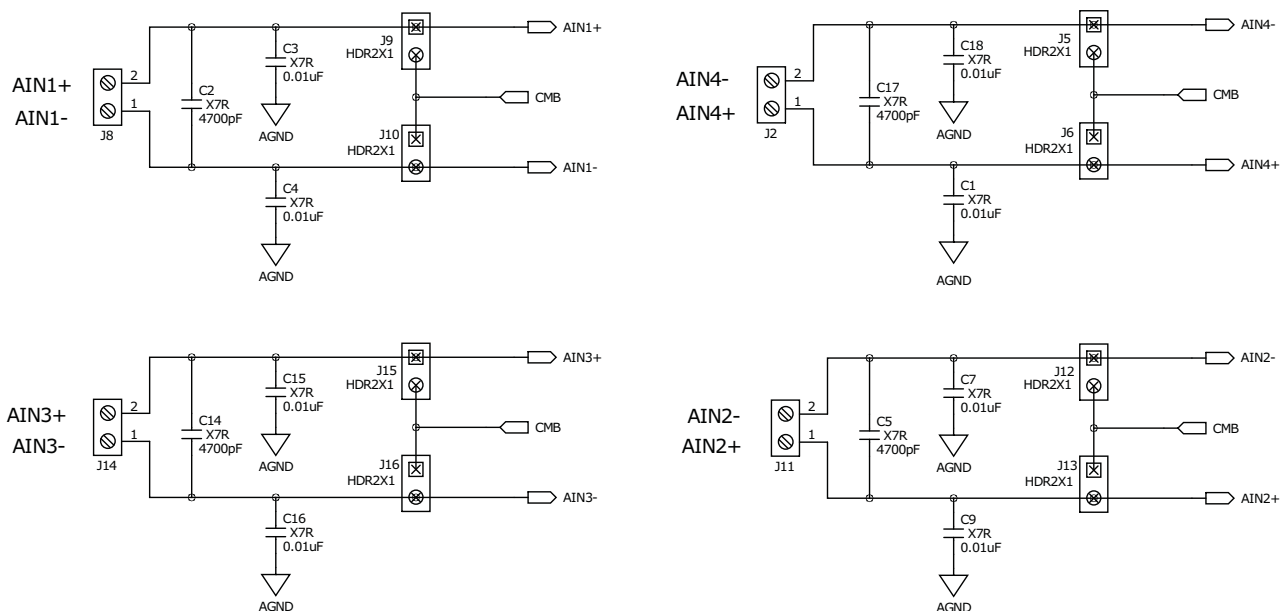 AIN1+
AIN1-
2
1
J8
C2
X7R
4700pF
C3
X7R
0.01uF
AGND
C4
X7R
0.01uF
AGND
J9
HDR2X1
J10
HDR2X1
AIN1+
CMB
AIN1-
AIN4-
AIN4+
2
1
J2
C17
X7R
4700pF
C18
X7R
0.01uF
AGND
C1
X7R
0.01uF
AGND
J5
HDR2X1
J6
HDR2X1
AIN4-
CMB
AIN4+
AIN3+
AIN3-
2
1
J14
C14
X7R
4700pF
C15
X7R
0.01uF
AGND
C16
X7R
0.01uF
AGND
J15
HDR2X1
J16
HDR2X1
AIN3+
CMB
AIN3-
AIN2-
AIN2+
2
1
J11
C5
X7R
4700pF
C7
X7R
0.01uF
AGND
C9
X7R
0.01uF
AGND
J12
HDR2X1
J13
HDR2X1
AIN2-
CMB
AIN2+